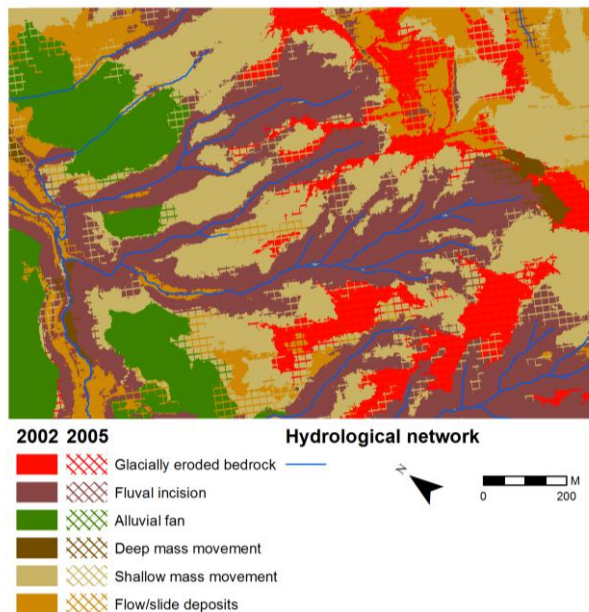 2002 2005 Hydrological network
Glacially eroded bedrock
Fluval incision
Alluvial fan
Deep mass movement
Shallow mass movement
Flow/slide deposits
N
M
0 200